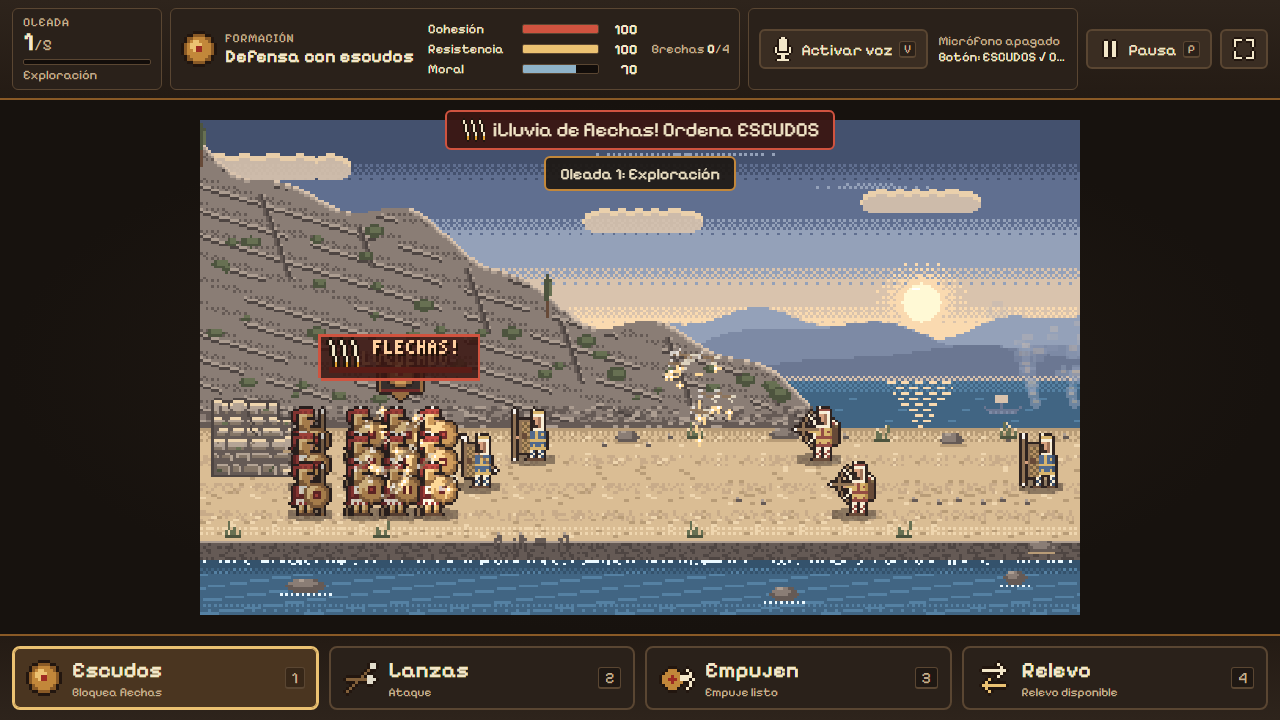 OLEADA
1/8
Exploración
FORMACIÓN
Defensa con escudos
Cohesión 100
Resistencia 100
Moral 70
Brechas 0/4
Activar voz V
Micrófono apagado
Botón: ESCUDOS √ 0...
Pausa P
¡Lluvia de flechas! Ordena ESCUDOS
Oleada 1: Exploración
FLECHAS!
Escudos
Bloquea flechas
1
Lanzas
Ataque
2
Empujen
Empuje listo
3
Relevo
Relevo disponible
4